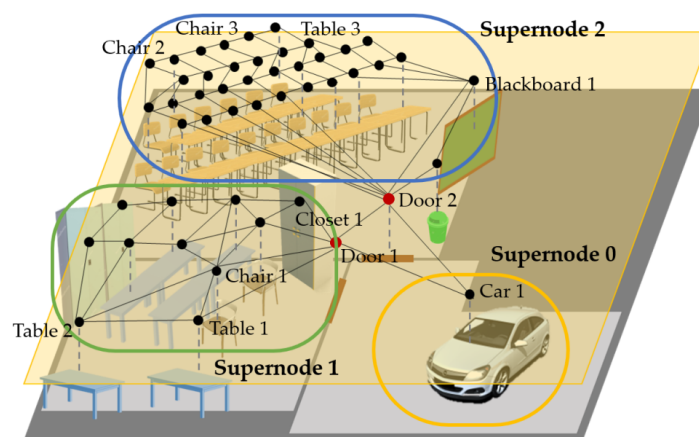 Chair 3
Table 3
Supernode 2
Chair 2
Blackboard 1
Door 2
Closet 1
Door 1
Supernode 0
Chair 1
Car 1
Table 2
Table 1
Supernode 1